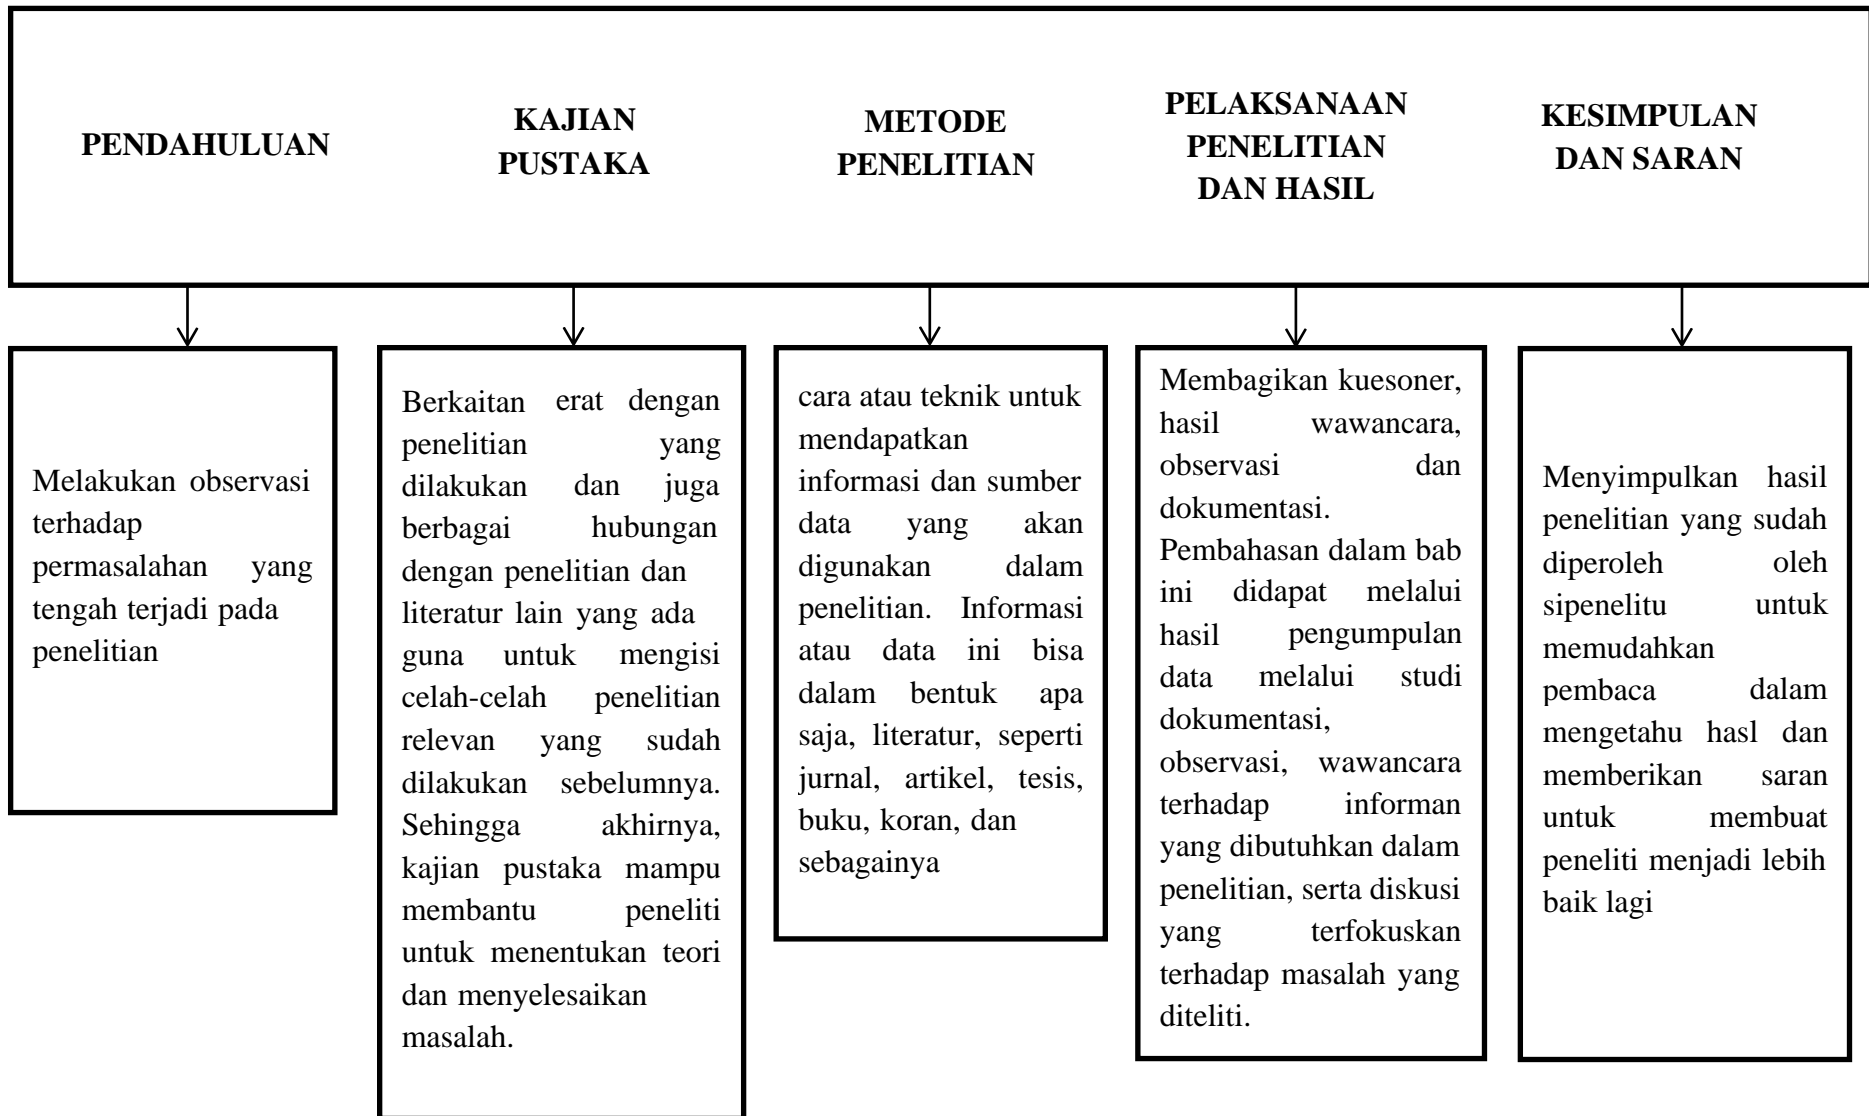 PENDAHULUAN
KAJIAN
PUSTAKA
METODE
PENELITIAN
PELAKSANAAN
PENELITIAN
DAN HASIL
KESIMPULAN
DAN SARAN
Melakukan observasi
terhadap
permasalahan yang
tengah terjadi pada
penelitian
Berkaitan erat dengan
penelitian yang
dilakukan dan juga
berbagai hubungan
dengan penelitian dan
literatur lain yang ada
guna untuk mengisi
celah-celah penelitian
relevan yang sudah
dilakukan sebelumnya.
Sehingga akhirnya,
kajian pustaka mampu
membantu peneliti
untuk menentukan teori
dan menyelesaikan
masalah.
cara atau teknik untuk
mendapatkan
informasi dan sumber
data yang akan
digunakan dalam
penelitian. Informasi
atau data ini bisa
dalam bentuk apa
saja, literatur, seperti
jurnal, artikel, tesis,
buku, koran, dan
sebagainya
Membagikan kuesoner,
hasil wawancara,
observasi dan
dokumentasi.
Pembahasan dalam bab
ini didapat melalui
hasil pengumpulan
data melalui studi
dokumentasi,
observasi, wawancara
terhadap informan
yang dibutuhkan dalam
penelitian, serta diskusi
yang terfokuskan
terhadap masalah yang
diteliti.
Menyimpulkan hasil
penelitian yang sudah
diperoleh oleh
sipenelitu untuk
memudahkan
pembaca dalam
mengetahu hasl dan
memberikan saran
untuk membuat
peneliti menjadi lebih
baik lagi